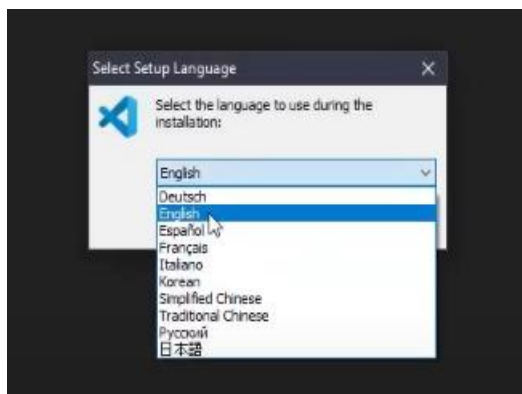 Select Setup Language
Select the language to use during the
installation:
English
Deutsch
English
Español
Français
Italiano
Korean
Simplified Chinese
Traditional Chinese
Русский
日本語